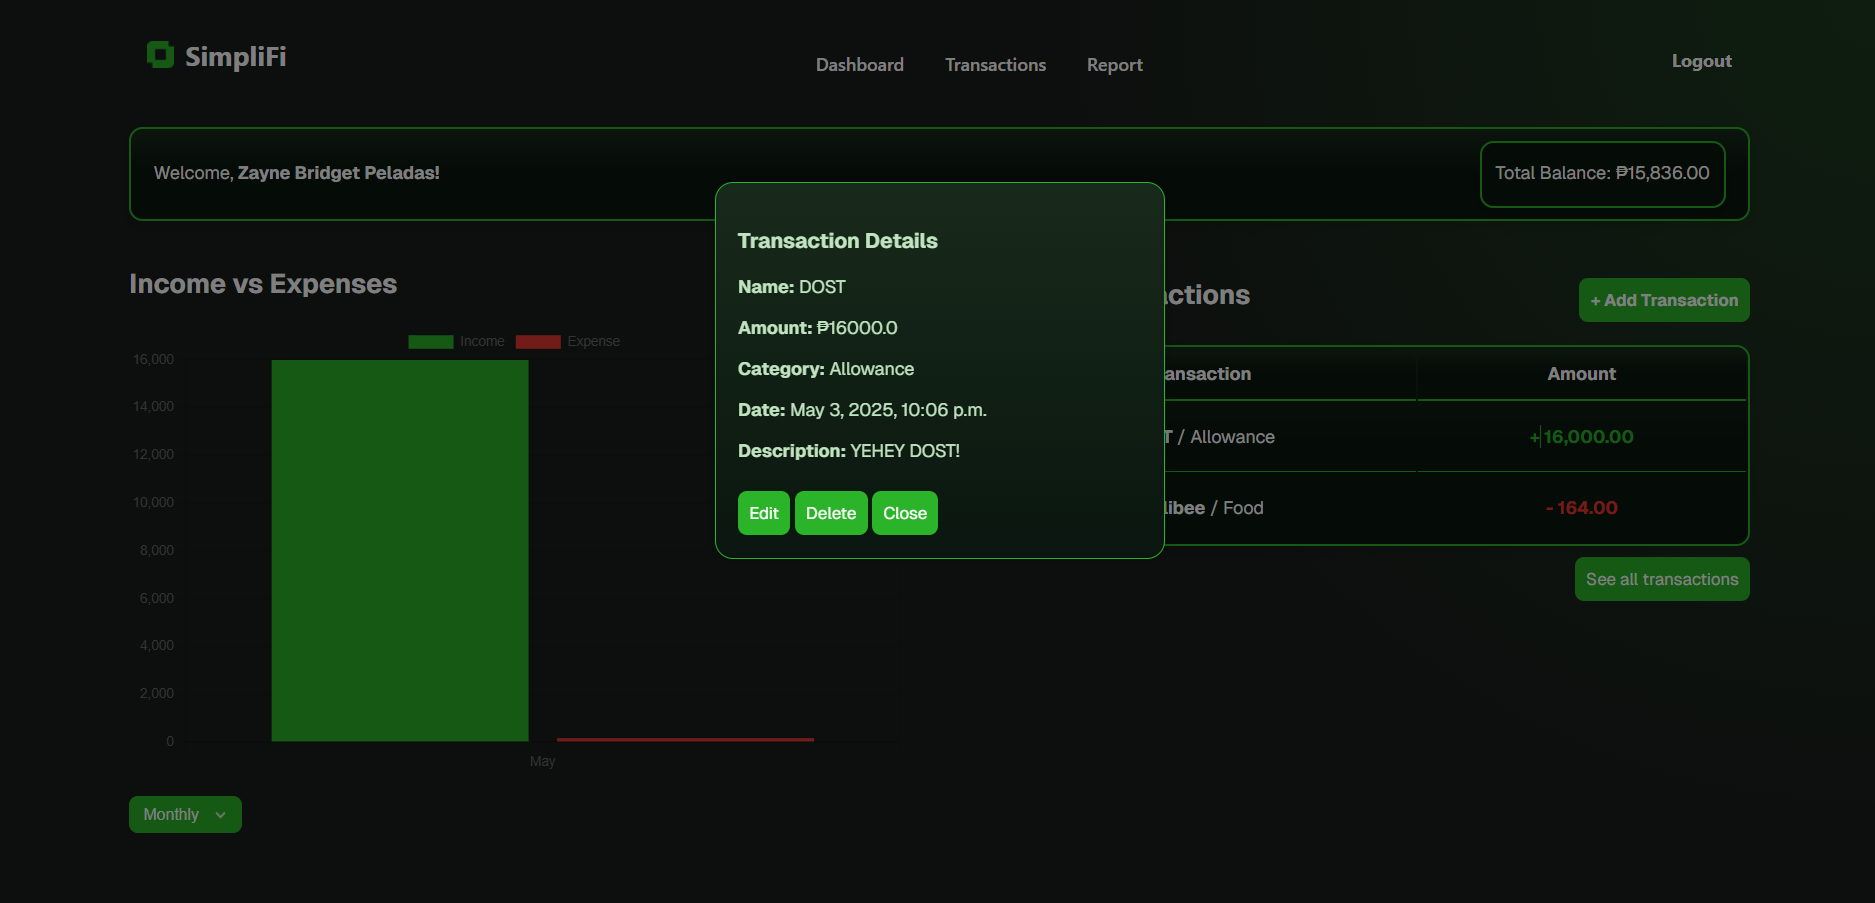 SimpliFi
Dashboard Transactions Report
Logout
Welcome, Zayne Bridget Peladas!
Total Balance: ₱15,836.00
Income vs Expenses
Income Expense
16,000
14,000
12,000
10,000
8,000
6,000
4,000
2,000
0
May
Monthly
Transaction Details
Name: DOST
Amount: ₱16000.0
Category: Allowance
Date: May 3, 2025, 10:06 p.m.
Description: YEHEY DOST!
Edit Delete Close
actions
+ Add Transaction
ansaction Amount
T / Allowance +16,000.00
libee / Food - 164.00
See all transactions